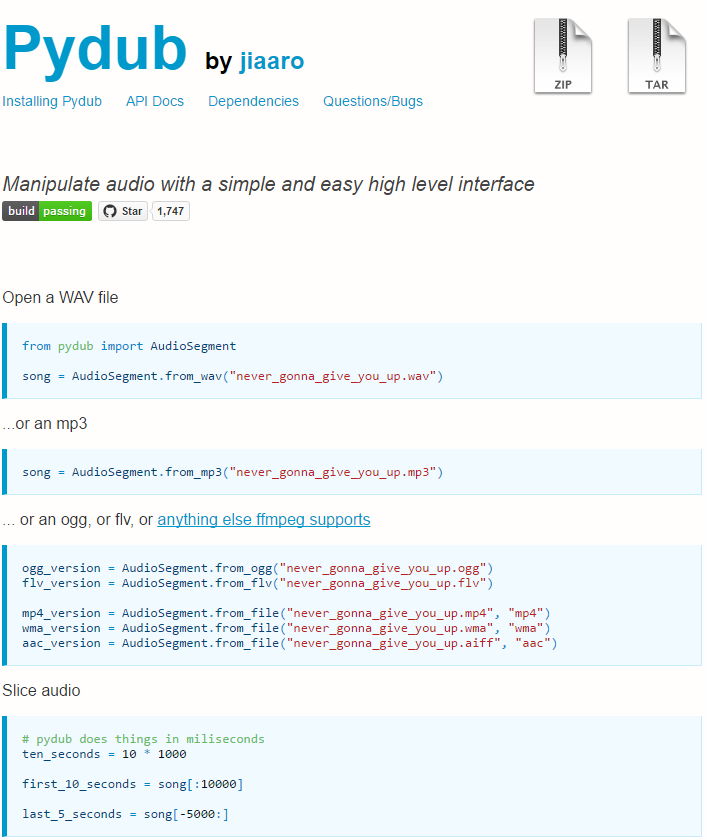 Pydub by jiaaro
ZIP
TAR
Installing Pydub API Docs Dependencies Questions/Bugs
Manipulate audio with a simple and easy high level interface
build passing Star 1,747
Open a WAV file
from pydub import AudioSegment
song = AudioSegment.from_wav("never_gonna_give_you_up.wav")
...or an mp3
song = AudioSegment.from_mp3("never_gonna_give_you_up.mp3")
... or an ogg, or flv, or anything else ffmpeg supports
ogg_version = AudioSegment.from_ogg("never_gonna_give_you_up.ogg")
flv_version = AudioSegment.from_flv("never_gonna_give_you_up.flv")
mp4_version = AudioSegment.from_file("never_gonna_give_you_up.mp4", "mp4")
wma_version = AudioSegment.from_file("never_gonna_give_you_up.wma", "wma")
aac_version = AudioSegment.from_file("never_gonna_give_you_up.aiff", "aac")
Slice audio
# pydub does things in miliseconds
ten_seconds = 10 * 1000
first_10_seconds = song[:10000]
last_5_seconds = song[-5000:]